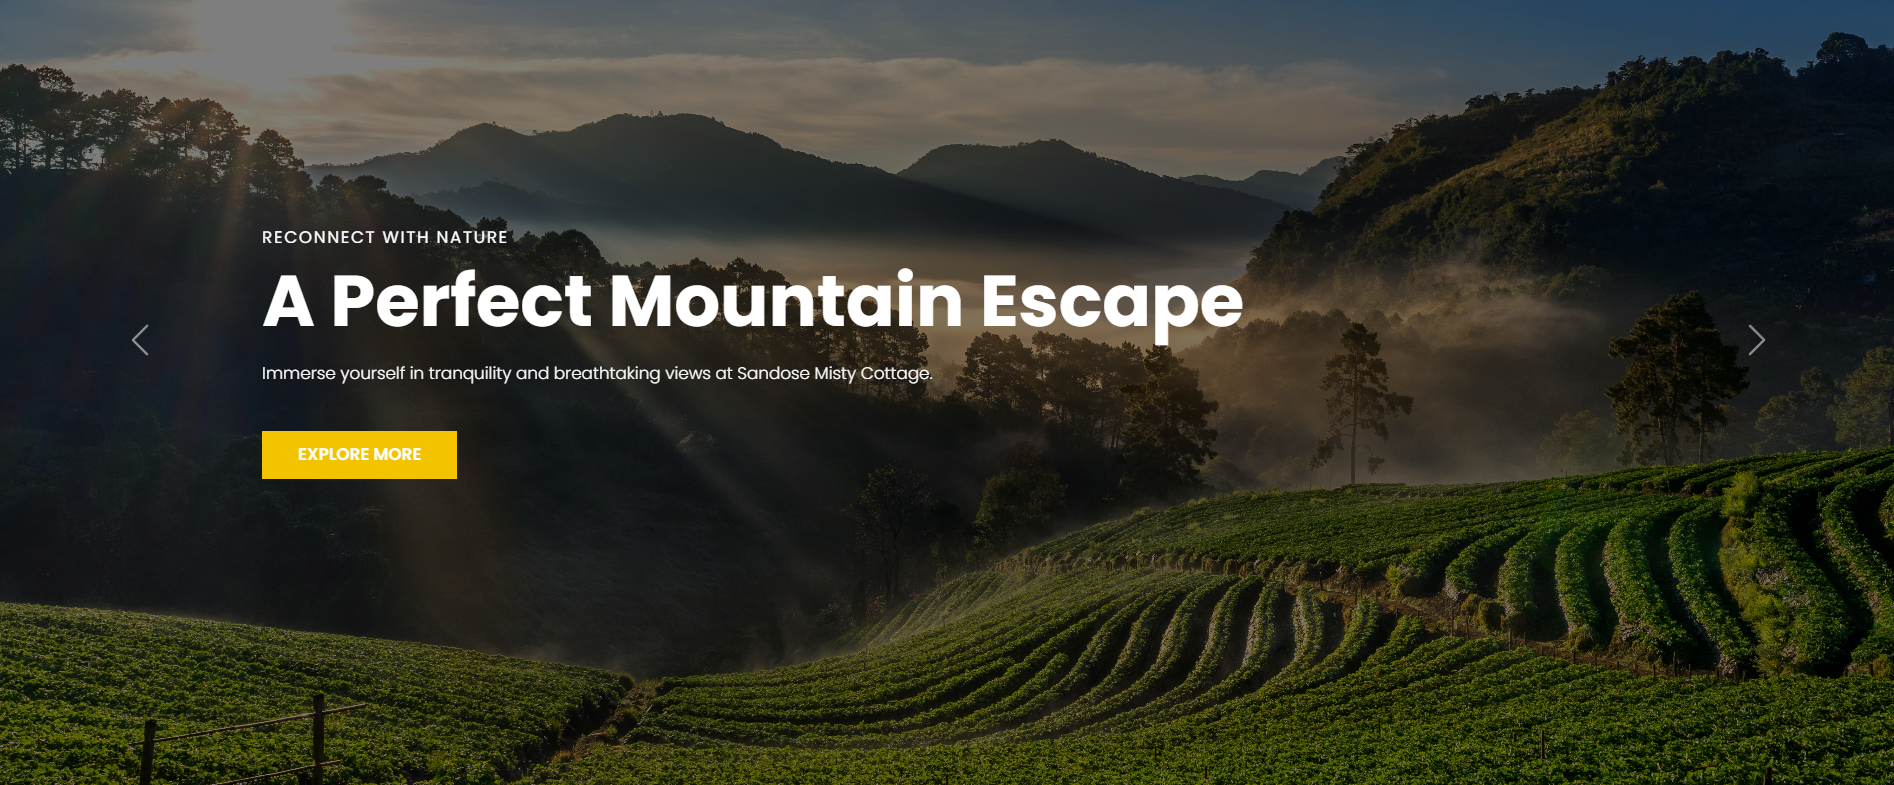 RECONNECT WITH NATURE
A Perfect Mountain Escape
Immerse yourself in tranquility and breathtaking views at Sandose Misty Cottage.
EXPLORE MORE